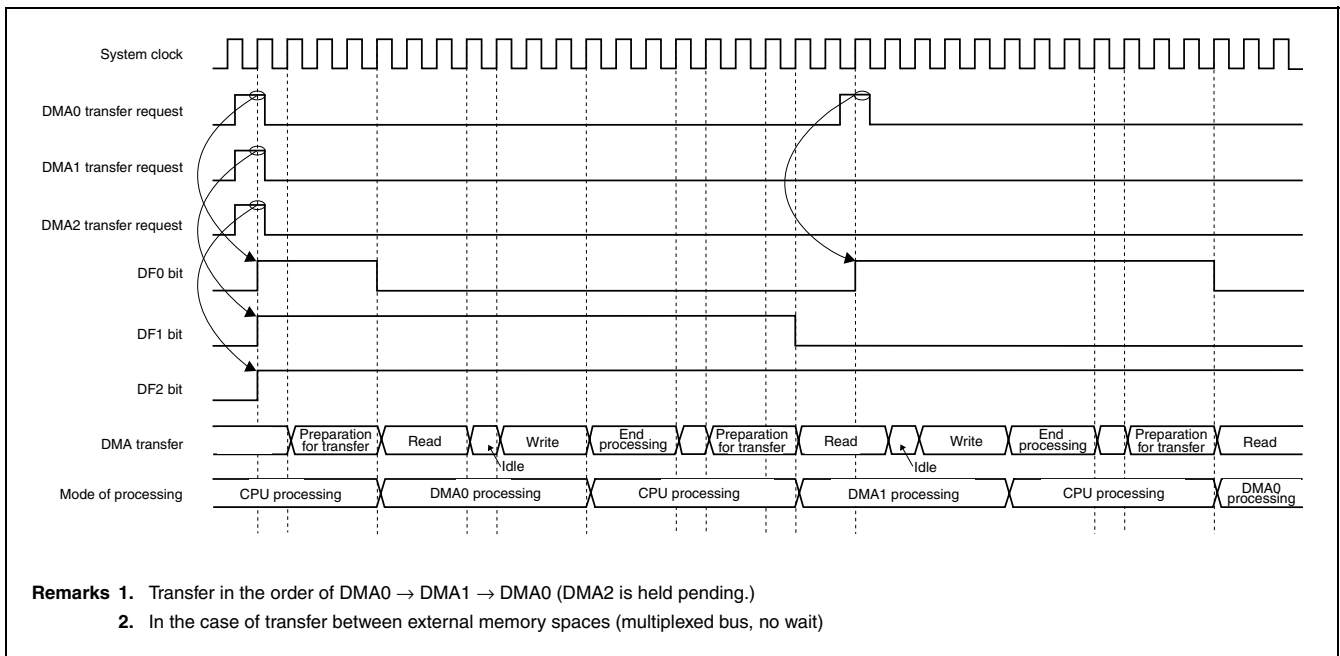 System clock
DMA0 transfer request
DMA1 transfer request
DMA2 transfer request
DF0 bit
DF1 bit
DF2 bit
DMA transfer
Preparation for transfer
Read
Idle
Write
End processing
Preparation for transfer
Read
Idle
Write
End processing
Preparation for transfer
Read
Mode of processing
CPU processing
DMA0 processing
CPU processing
DMA1 processing
CPU processing
DMA0 processing
Remarks 1. Transfer in the order of DMA0 → DMA1 → DMA0 (DMA2 is held pending.)
2. In the case of transfer between external memory spaces (multiplexed bus, no wait)